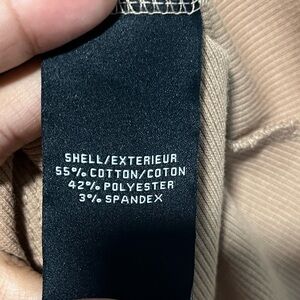 SHELL/EXTERIEUR
55% COTTON/COTON
42% POLYESTER
3% SPANDEX